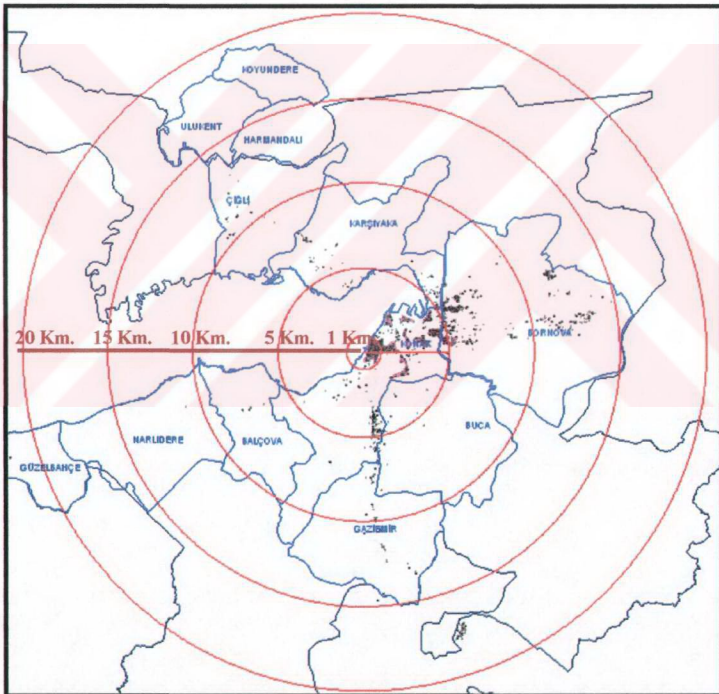 KOYUNDERE
ULUKENT
HARMANDALI
ÇİĞLİ
KARŞIYAKA
20 Km. 15 Km. 10 Km. 5 Km. 1 Km.
BORNOVA
BUCA
NARLIDERE
BALÇOVA
GÜZELBAHÇE
GAZİEMİR